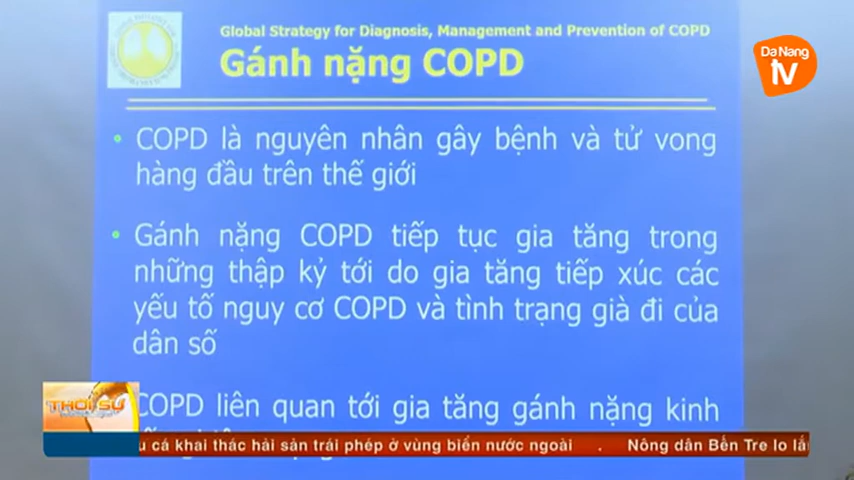 Global Strategy for Diagnosis, Management and Prevention of COPD
Gánh nặng COPD
DANANG
tv
COPD là nguyên nhân gây bệnh và tử vong
hàng đầu trên thế giới
Gánh nặng COPD tiếp tục gia tăng trong
những thập kỷ tới do gia tăng tiếp xúc các
yếu tố nguy cơ COPD và tình trạng già đi của
dân số
COPD liên quan tới gia tăng gánh nặng kinh
THỜI SỰ
cá khai thác hải sản trái phép ở vùng biển nước ngoài . Nông dân Bến Tre lo